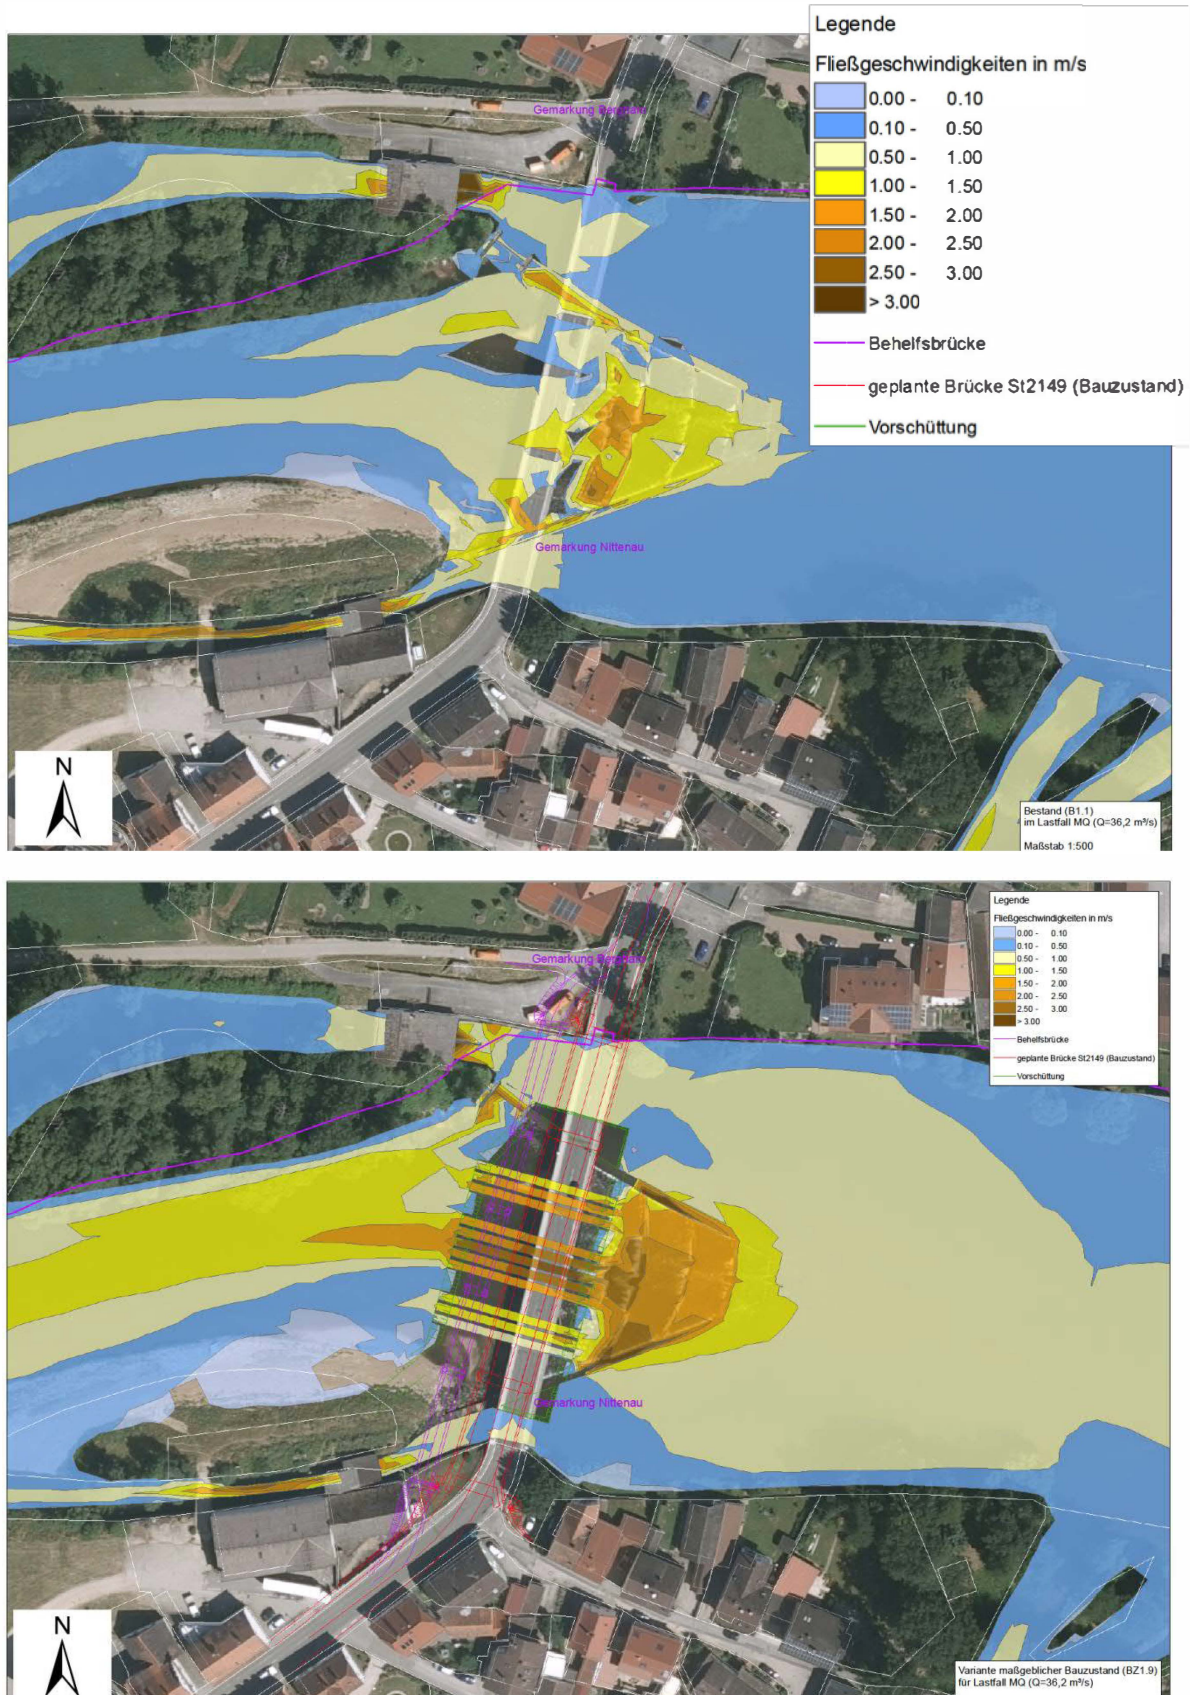 Legende
Fließgeschwindigkeiten in m/s
0.00 - 0.10
0.10 - 0.50
0.50 - 1.00
1.00 - 1.50
1.50 - 2.00
2.00 - 2.50
2.50 - 3.00
> 3.00
Behelfsbrücke
geplante Brücke St2149 (Bauzustand)
Vorschüttung
Gemarkung
Gemarkung Nittenau
N
Bestand (B1.1)
im Lastfall MQ (Q=36,2 m³/s)
Maßstab 1:500
Legende
Fließgeschwindigkeiten in m/s
0.00 - 0.10
0.10 - 0.50
0.50 - 1.00
1.00 - 1.50
1.50 - 2.00
2.00 - 2.50
2.50 - 3.00
> 3.00
Behelfsbrücke
geplante Brücke St2149 (Bauzustand)
Vorschüttung
Gemarkung
Gemarkung Nittenau
N
Variante maßgeblicher Bauzustand (BZ1.9)
für Lastfall MQ (Q=36,2 m³/s)